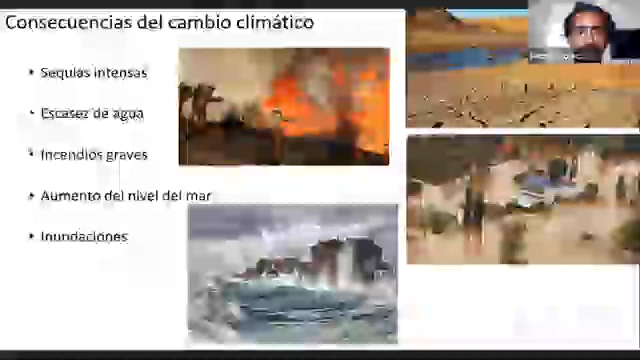 Consecuencias del cambio climático
• Sequías intensas
• Escasez de agua
• Incendios graves
• Aumento del nivel del mar
• Inundaciones